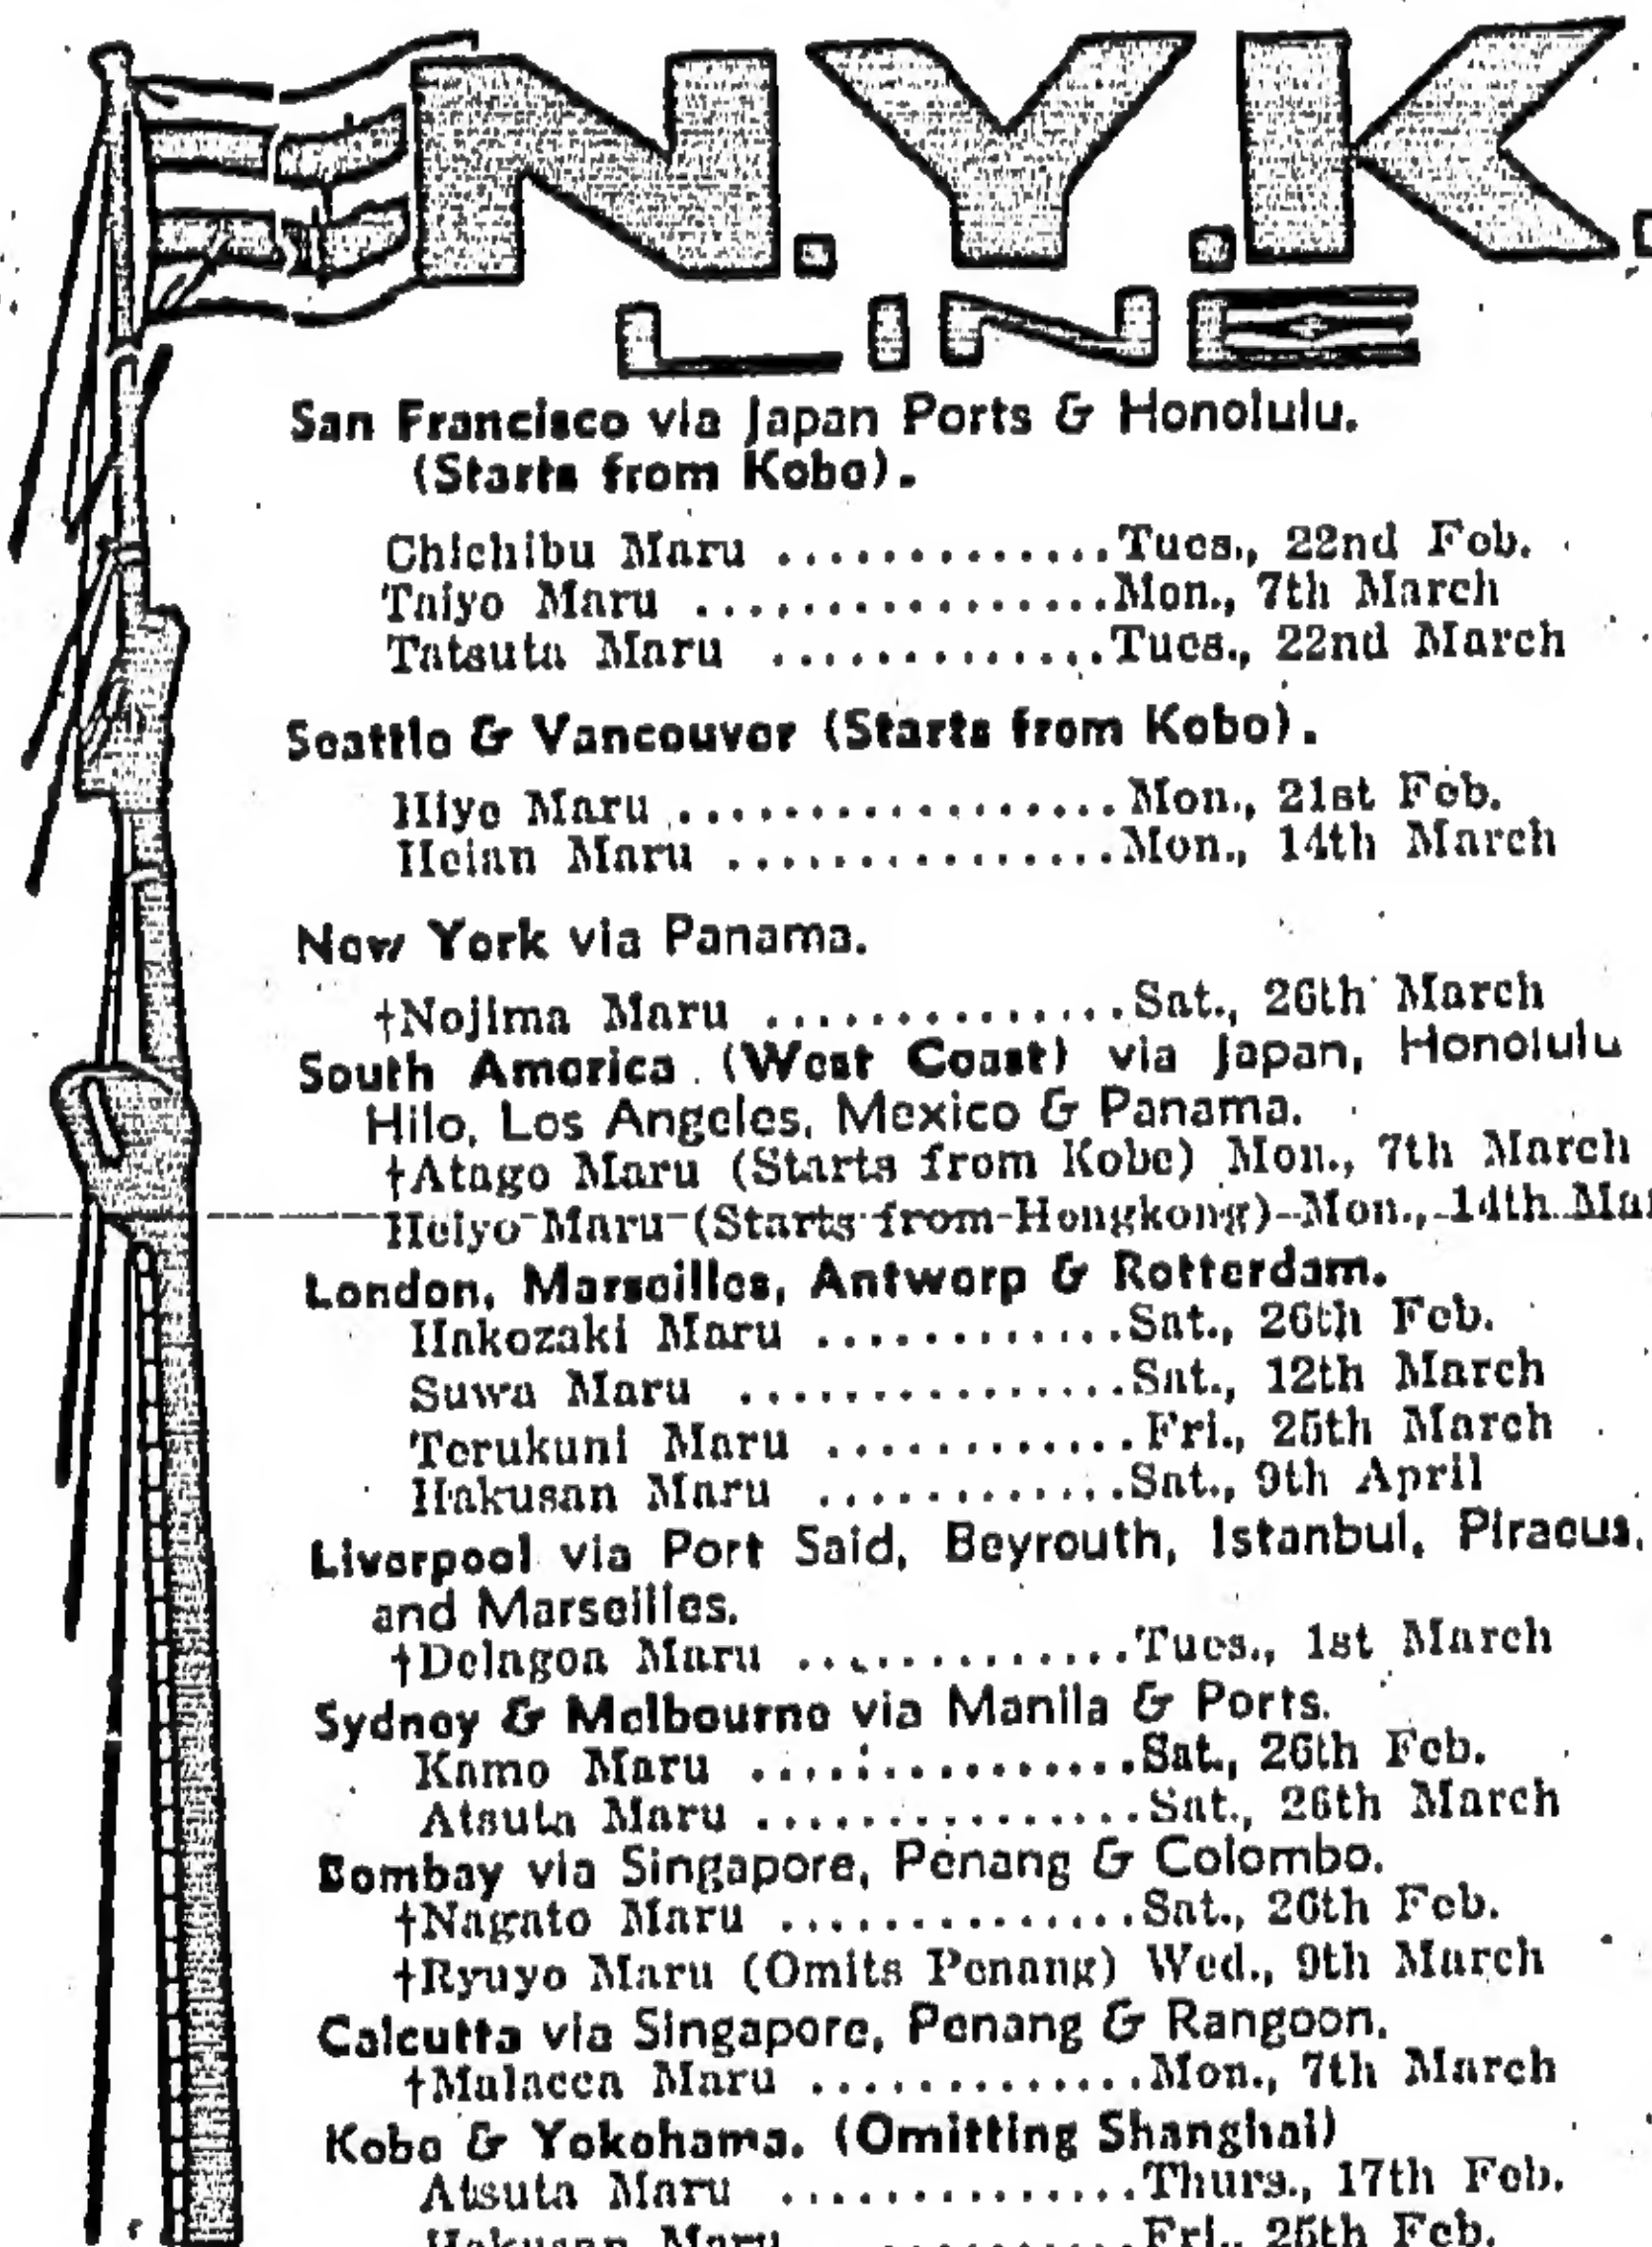 N.Y.K.
LINE
San Francisco via Japan Ports & Honolulu.
(Starts from Kobe).
Chichibu Maru .............Tues., 22nd Feb.
Taiyo Maru ................Mon., 7th March
Tatsuta Maru .............Tues., 22nd March
Seattle & Vancouver (Starts from Kobe).
Hiye Maru .................Mon., 21st Feb.
Heian Maru ...............Mon., 14th March
New York via Panama.
†Nojima Maru ..............Sat., 26th March
South America (West Coast) via Japan, Honolulu
Hilo, Los Angeles, Mexico & Panama.
†Atago Maru (Starts from Kobe) Mon., 7th March
Heiyo Maru (Starts from Hongkong) Mon., 14th Mar
London, Marseilles, Antwerp & Rotterdam.
Hakozaki Maru ............Sat., 26th Feb.
Suwa Maru ...............Sat., 12th March
Terukuni Maru ............Fri., 25th March
Hakusan Maru ............Sat., 9th April
Liverpool via Port Said, Beyrouth, Istanbul, Piraeus,
and Marseilles.
†Delagoa Maru .............Tues., 1st March
Sydney & Melbourne via Manila & Ports.
Kamo Maru ...............Sat., 26th Feb.
Atsuta Maru ...............Sat., 26th March
Bombay via Singapore, Penang & Colombo.
†Nagato Maru ..............Sat., 26th Feb.
†Ryuyo Maru (Omits Penang) Wed., 9th March
Calcutta via Singapore, Penang & Rangoon.
†Malacca Maru .............Mon., 7th March
Kobe & Yokohama. (Omitting Shanghai)
Atsuta Maru ..............Thurs., 17th Feb.
Hakusan Maru ..........Fri., 25th Feb.